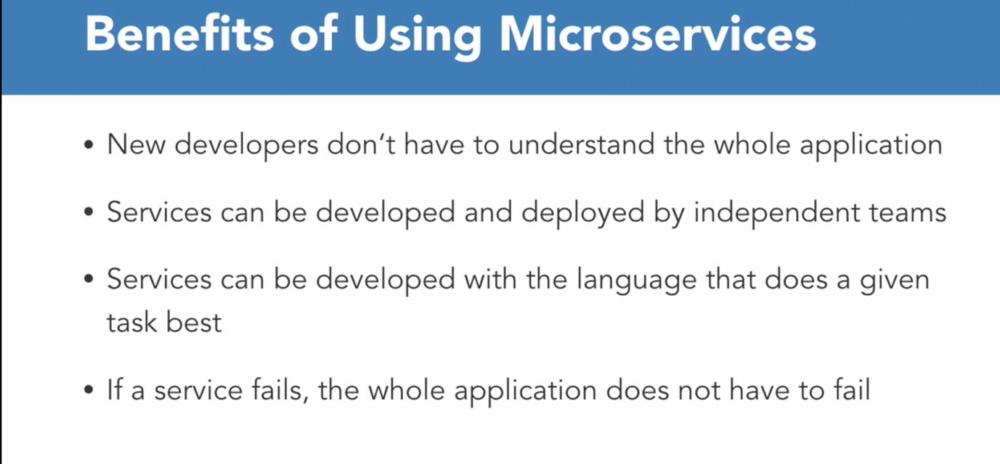 Benefits of Using Microservices
• New developers don‘t have to understand the whole application
• Services can be developed and deployed by independent teams
• Services can be developed with the language that does a given
task best
• If a service fails, the whole application does not have to fail